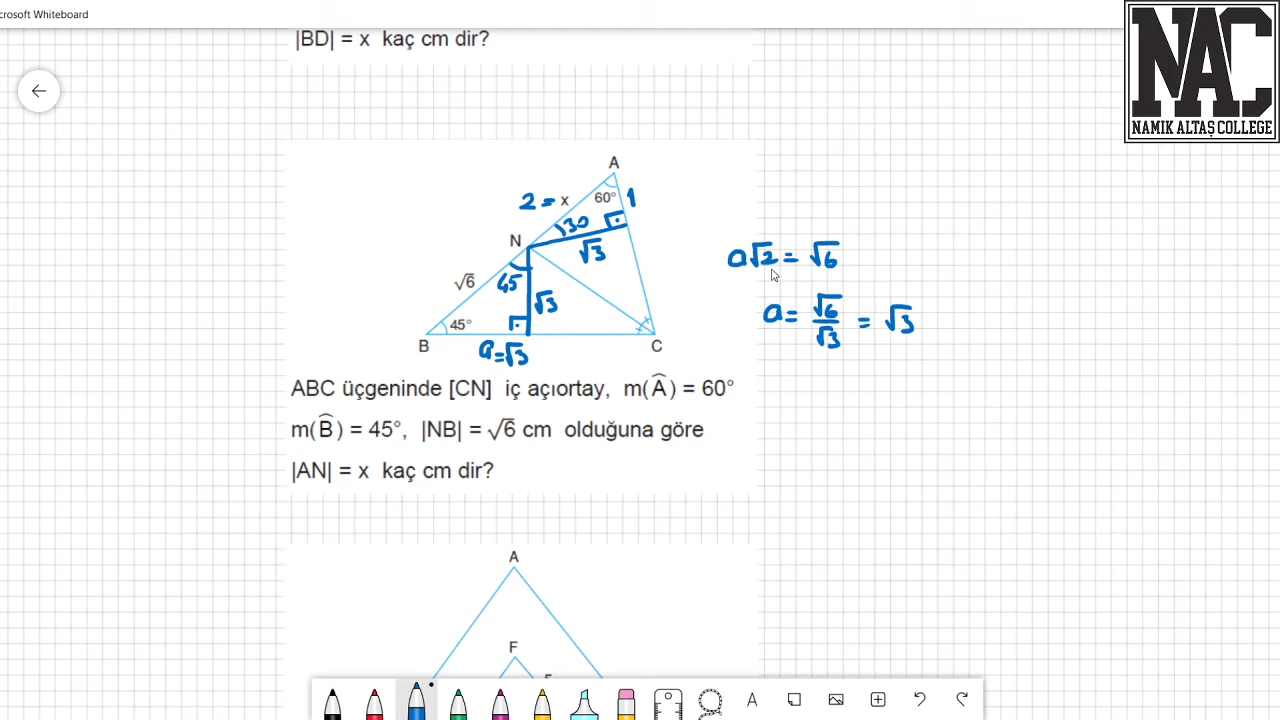 crosoft Whiteboard
|BD| = x kaç cm dir?
NAC
NAMIK ALTAŞ COLLEGE
A
2 = x 60° 1
30
N
√3
a√2 = √6
√6 45 √3
a = √6/√3 = √3
45°
B a=√3 C
ABC üçgeninde [CN] iç açıortay, m(Â) = 60°
m(B̂) = 45°, |NB| = √6 cm olduğuna göre
|AN| = x kaç cm dir?
A
F
A